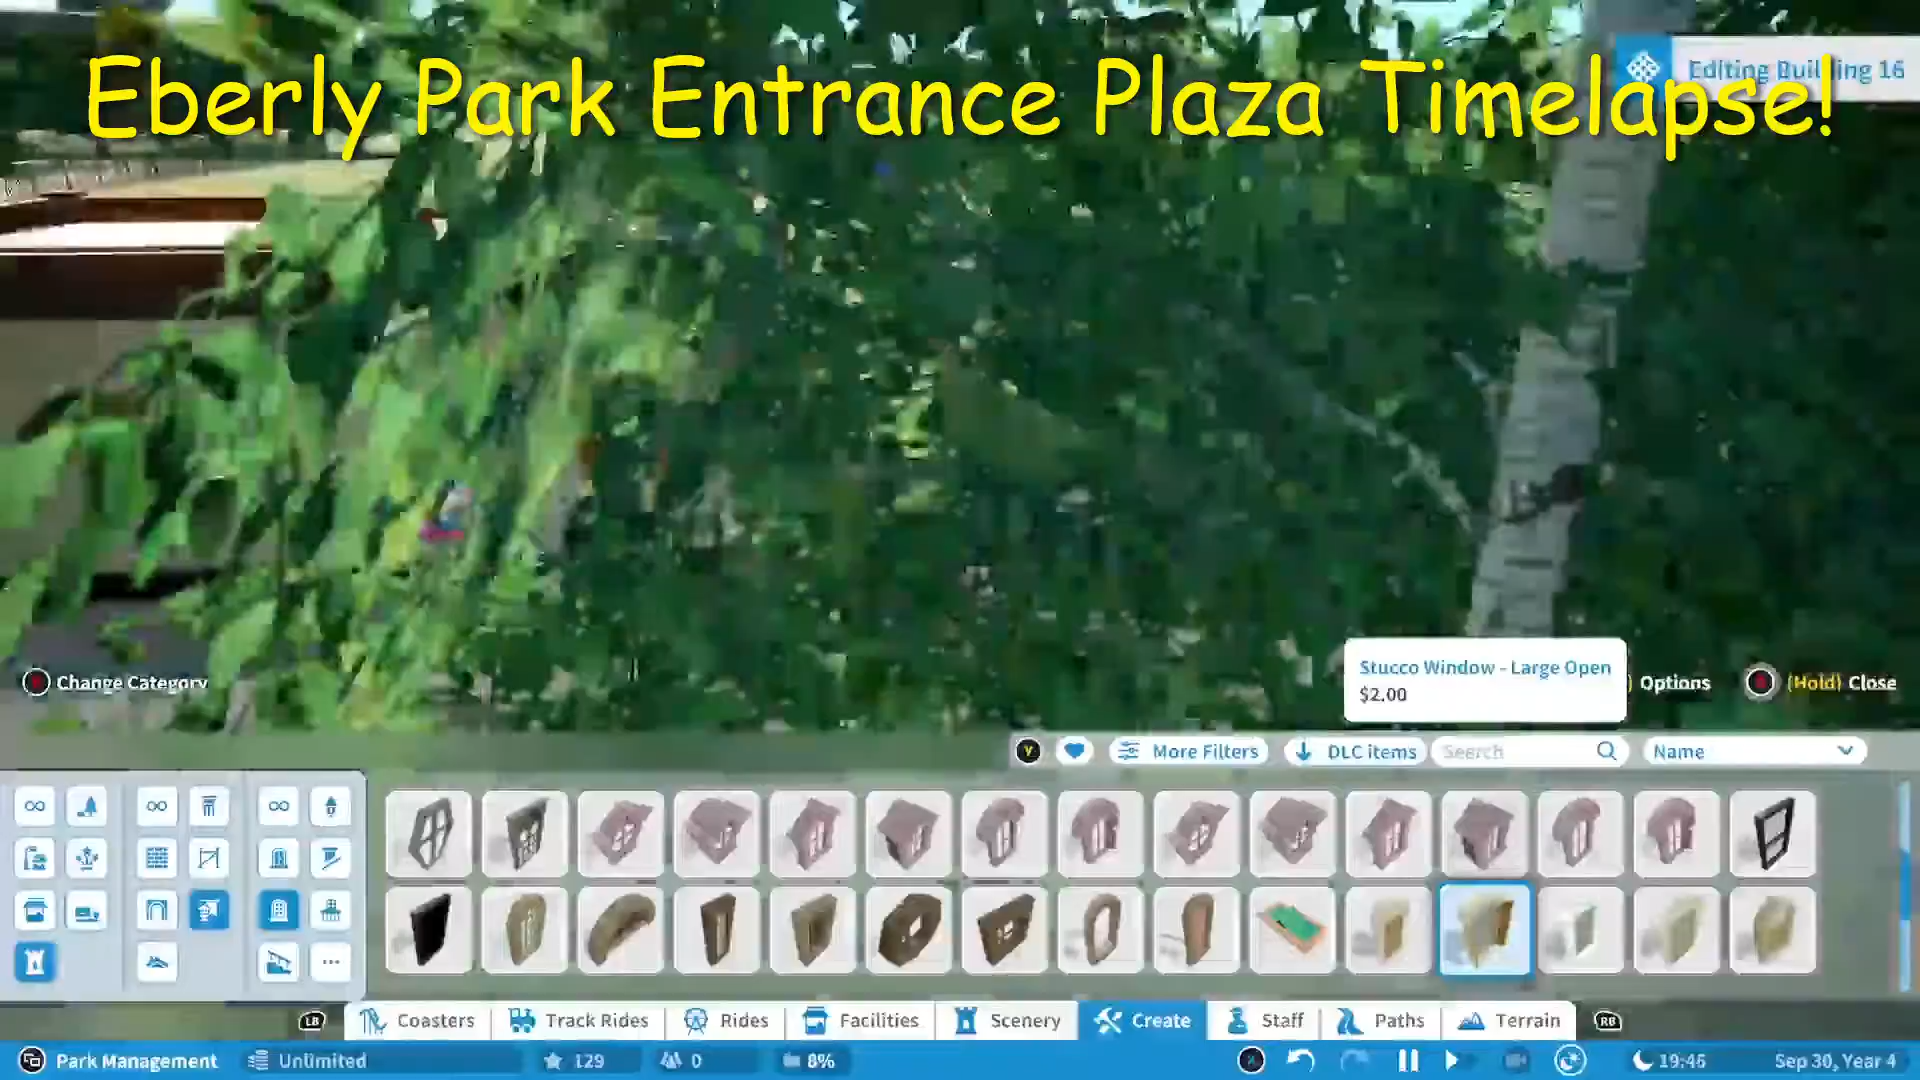 Eberly Park Entrance Plaza Timelapse!
Editing Building 16
Stucco Window - Large Open
$2.00
Change Category
Options
(Hold) Close
Y
More Filters
DLC items
Search
Name
LB
Coasters
Track Rides
Rides
Facilities
Scenery
Create
Staff
Paths
Terrain
RB
Park Management
Unlimited
129
0
8%
19:46
Sep 30, Year 4